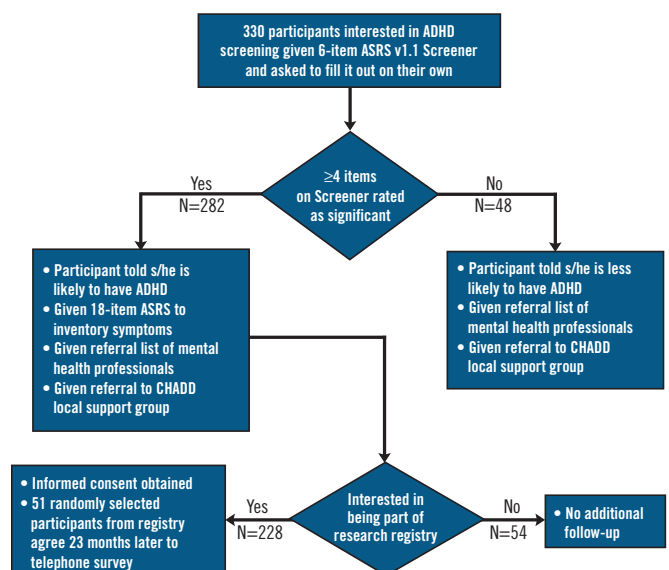 330 participants interested in ADHD
screening given 6-item ASRS v1.1 Screener
and asked to fill it out on their own
≥4 items
on Screener rated
as significant
Yes
N=282
No
N=48
• Participant told s/he is
likely to have ADHD
• Given 18-item ASRS to
inventory symptoms
• Given referral list of mental
health professionals
• Given referral to CHADD
local support group
• Participant told s/he is less
likely to have ADHD
• Given referral list of
mental health professionals
• Given referral to CHADD
local support group
• Informed consent obtained
• 51 randomly selected
participants from registry
agree 23 months later to
telephone survey
Yes
N=228
Interested in
being part of
research registry
No
N=54
• No additional
follow-up